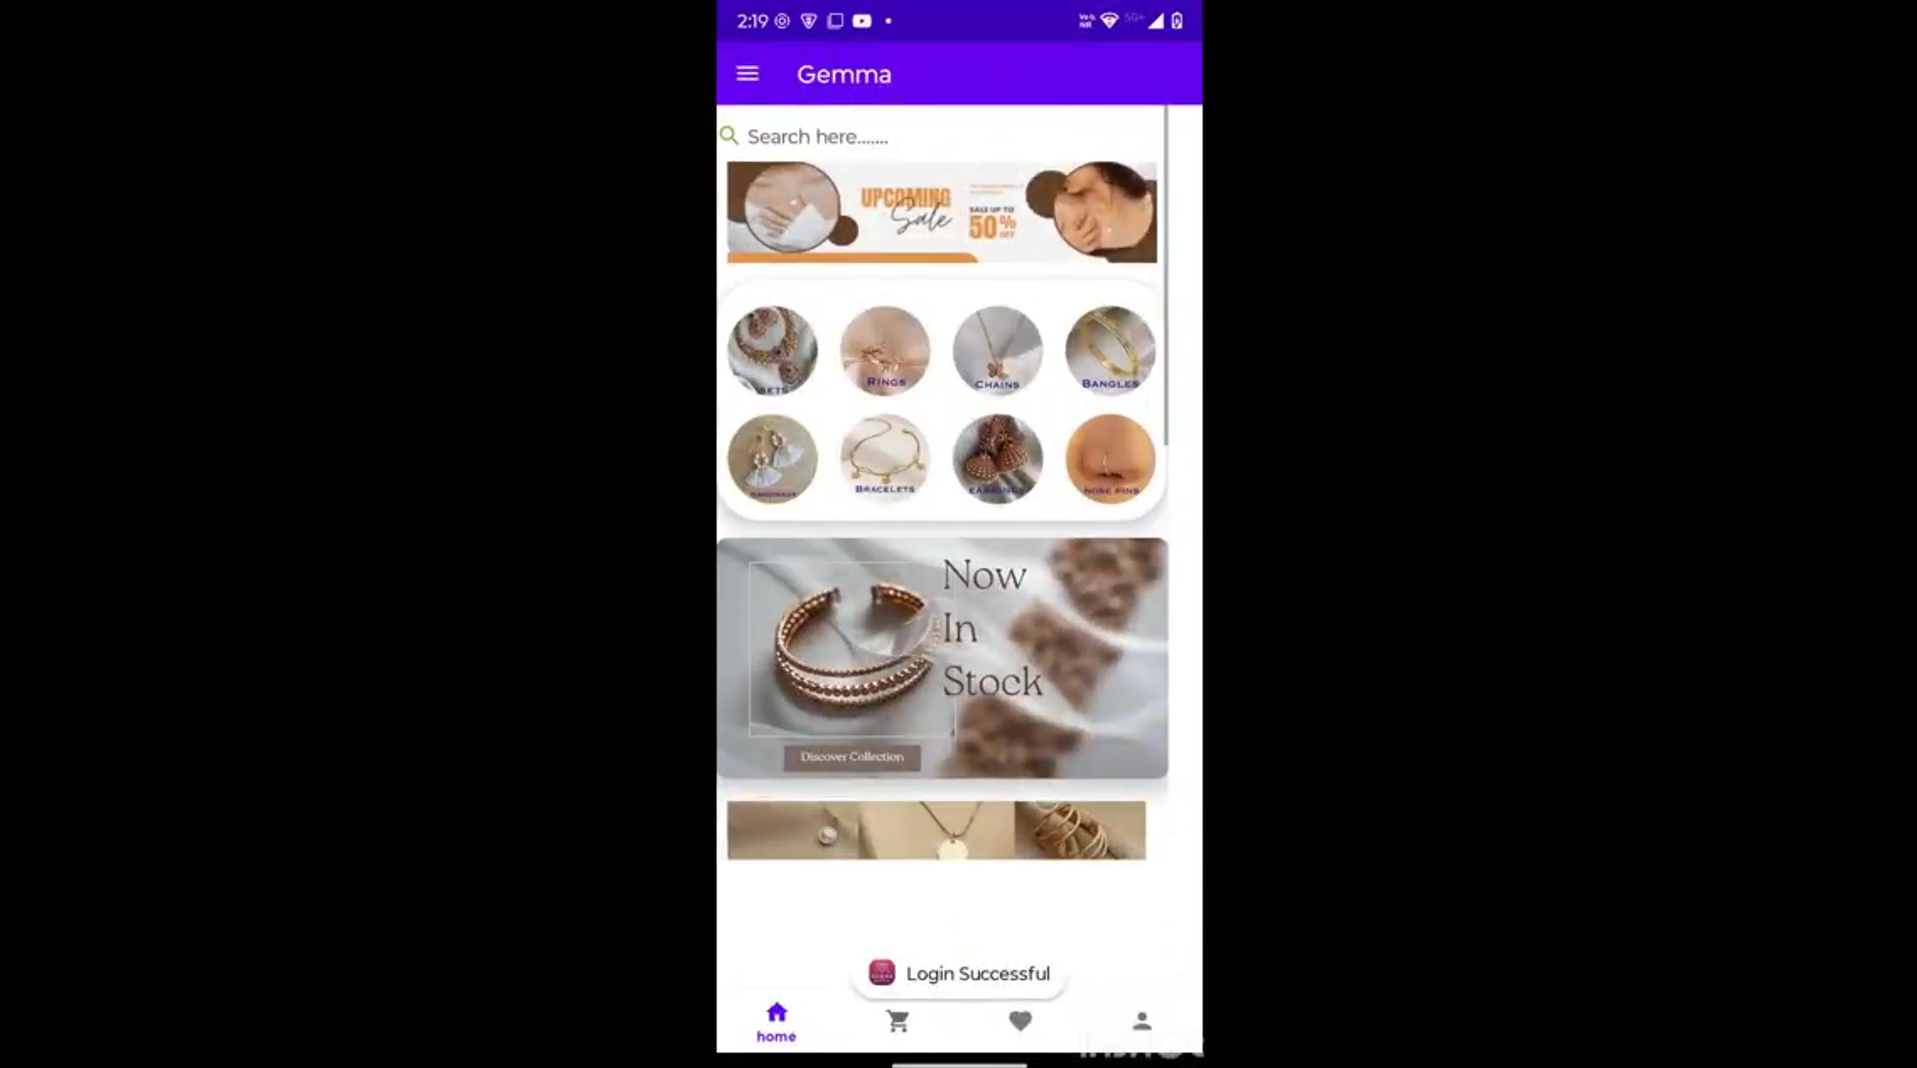 2:19
5G+
Gemma
Search here.......
UPCOMING
Sale
SALE UP TO
50%
OFF
SETS
RINGS
CHAINS
BANGLES
BRACELETS
EARRINGS
NOSE PINS
Now
In
Stock
Discover Collection
Login Successful
home